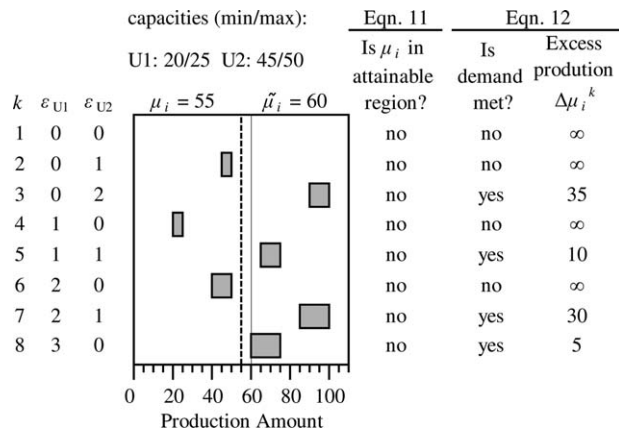 capacities (min/max): Eqn. 11 Eqn. 12
U1: 20/25 U2: 45/50
Is μi in attainable region?
Is demand met?
Excess prodution Δμi^k
k εU1 εU2 μi = 55 μ̃i = 60
1 0 0 no no ∞
2 0 1 no no ∞
3 0 2 no yes 35
4 1 0 no no ∞
5 1 1 no yes 10
6 2 0 no no ∞
7 2 1 no yes 30
8 3 0 no yes 5
0 20 40 60 80 100
Production Amount